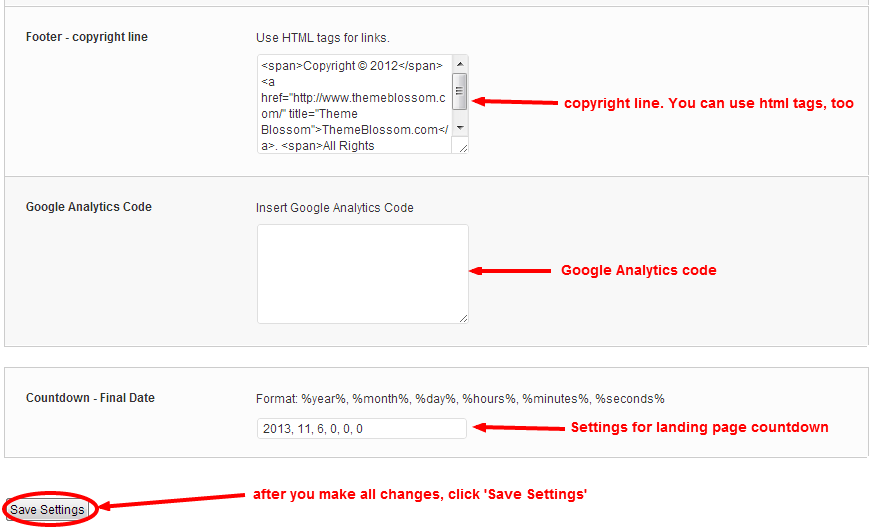 Footer - copyright line
Use HTML tags for links.
<span>Copyright © 2012</span>
<a
href="http://www.themeblossom.c
om/" title="Theme
Blossom">ThemeBlossom.com</
a>. <span>All Rights
copyright line. You can use html tags, too
Google Analytics Code
Insert Google Analytics Code
Google Analytics code
Countdown - Final Date
Format: %year%, %month%, %day%, %hours%, %minutes%, %seconds%
2013, 11, 6, 0, 0, 0
Settings for landing page countdown
after you make all changes, click 'Save Settings'
Save Settings